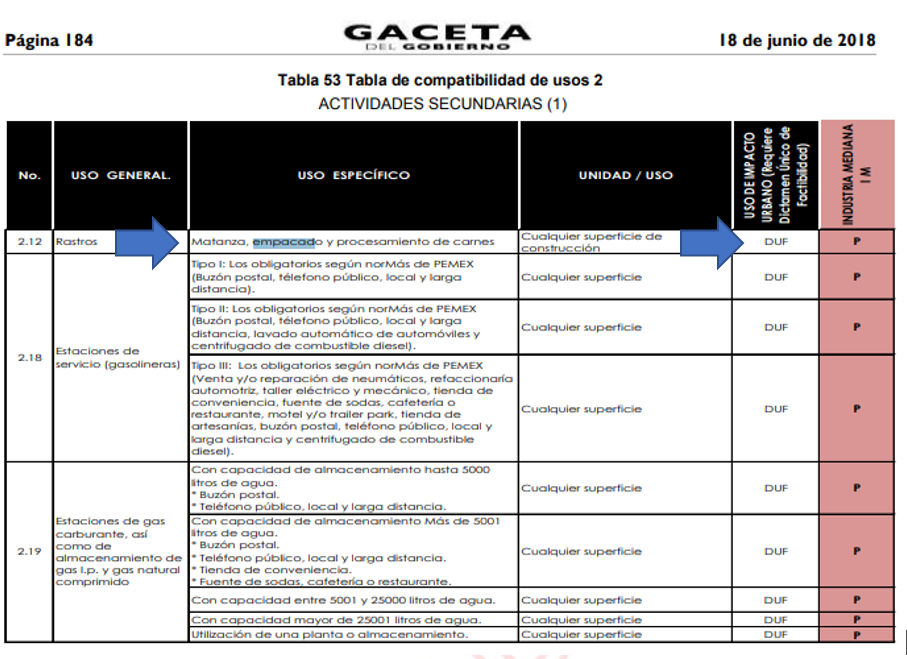 Página 184
GACETA
DEL GOBIERNO
18 de junio de 2018
Tabla 53 Tabla de compatibilidad de usos 2
ACTIVIDADES SECUNDARIAS (1)
No.
USO GENERAL.
USO ESPECÍFICO
UNIDAD / USO
USO DE IMPACTO
URBANO (Requiere
Dictamen Único de
Factibilidad)
INDUSTRIA MEDIANA
I M
2.12
Rastros
Matanza, empacado y procesamiento de carnes
Cualquier superficie de
construcción
DUF
P
2.18
Estaciones de
servicio (gasolineras)
Tipo I: Los obligatorios según norMás de PEMEX
(Buzón postal, télefono público, local y larga
distancia).
Cualquier superficie
DUF
P
Tipo II: Los obligatorios según norMás de PEMEX
(Buzón postal, télefono público, local y larga
distancia, lavado automático de automóviles y
centrifugado de combustible diesel).
Cualquier superficie
DUF
P
Tipo III: Los obligatorios según norMás de PEMEX
(Venta y/o reparación de neumáticos, refaccionaría
automotriz, taller eléctrico y mecánico, tienda de
conveniencia, fuente de sodas, cafetería o
restaurante, motel y/o trailer park, tienda de
artesanías, buzón postal, teléfono público, local y
larga distancia y centrifugado de combustible
diesel).
Cualquier superficie
DUF
P
2.19
Estaciones de gas
carburante, así
como de
almacenamiento de
gas l.p. y gas natural
comprimido
Con capacidad de almacenamiento hasta 5000
litros de agua.
* Buzón postal.
* Teléfono público, local y larga distancia.
Cualquier superficie
DUF
P
Con capacidad de almacenamiento Más de 5001
litros de agua.
* Buzón postal.
* Teléfono público, local y larga distancia.
* Tienda de conveniencia.
* Fuente de sodas, cafetería o restaurante.
Cualquier superficie
DUF
P
Con capacidad entre 5001 y 25000 litros de agua.
Cualquier superficie
DUF
P
Con capacidad mayor de 25001 litros de agua.
Cualquier superficie
DUF
P
Utilización de una planta o almacenamiento.
Cualquier superficie
DUF
P